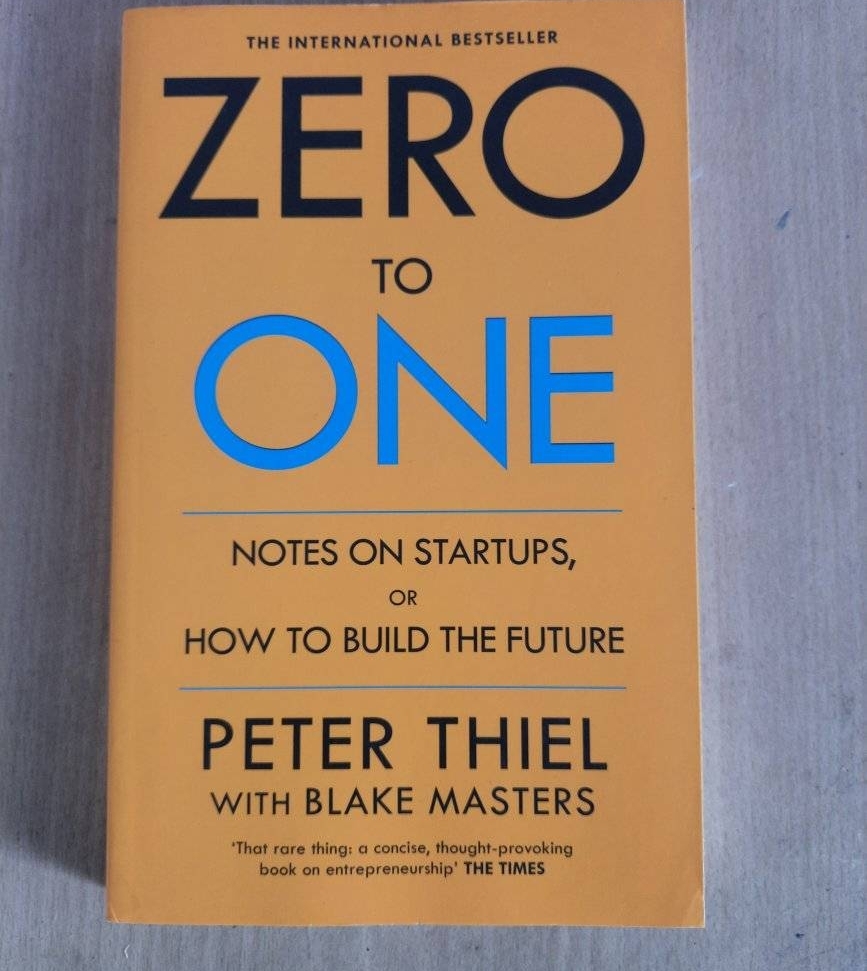 THE INTERNATIONAL BESTSELLER
ZERO
TO
ONE
NOTES ON STARTUPS,
OR
HOW TO BUILD THE FUTURE
PETER THIEL
WITH BLAKE MASTERS
'That rare thing: a concise, thought-provoking
book on entrepreneurship' THE TIMES